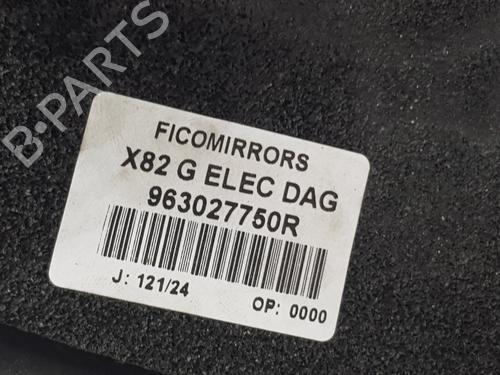 B-PARTS
FICOMIRRORS
X82 G ELEC DAG
963027750R
J: 121/24 OP: 0000